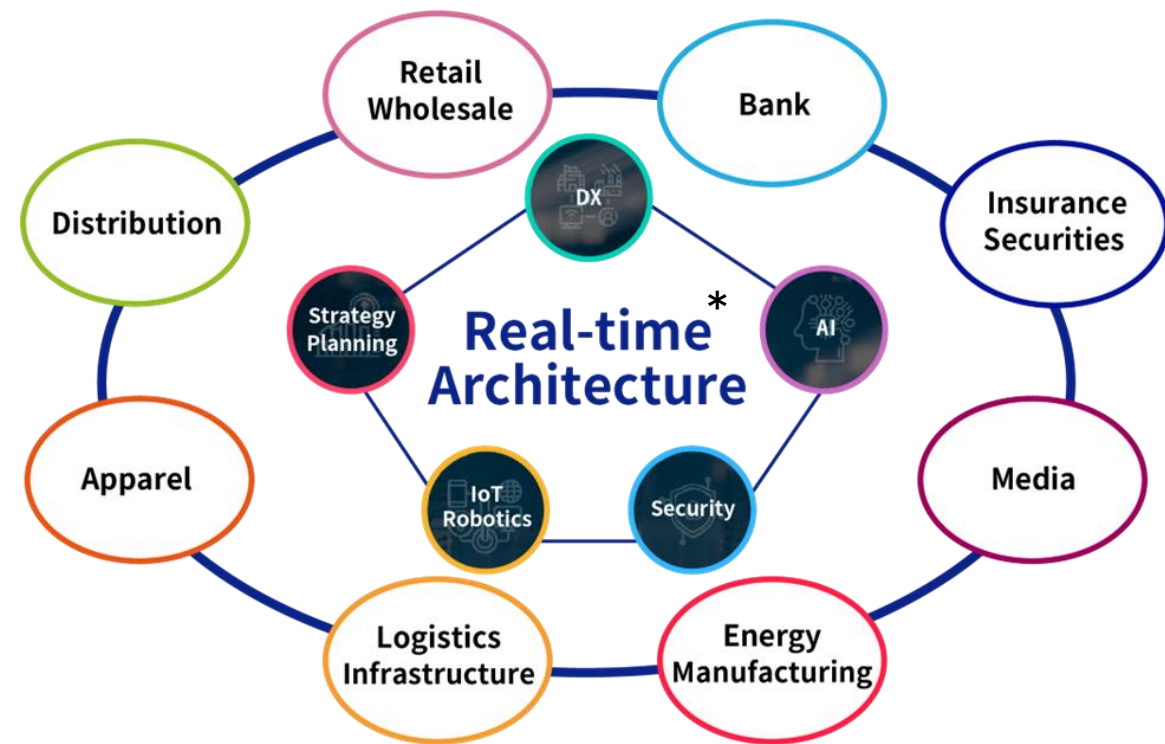 Retail
Wholesale
Bank
Distribution
DX
Insurance
Securities
Strategy
Planning
Real-time*
Architecture
AI
Apparel
IoT
Robotics
Security
Media
Logistics
Infrastructure
Energy
Manufacturing